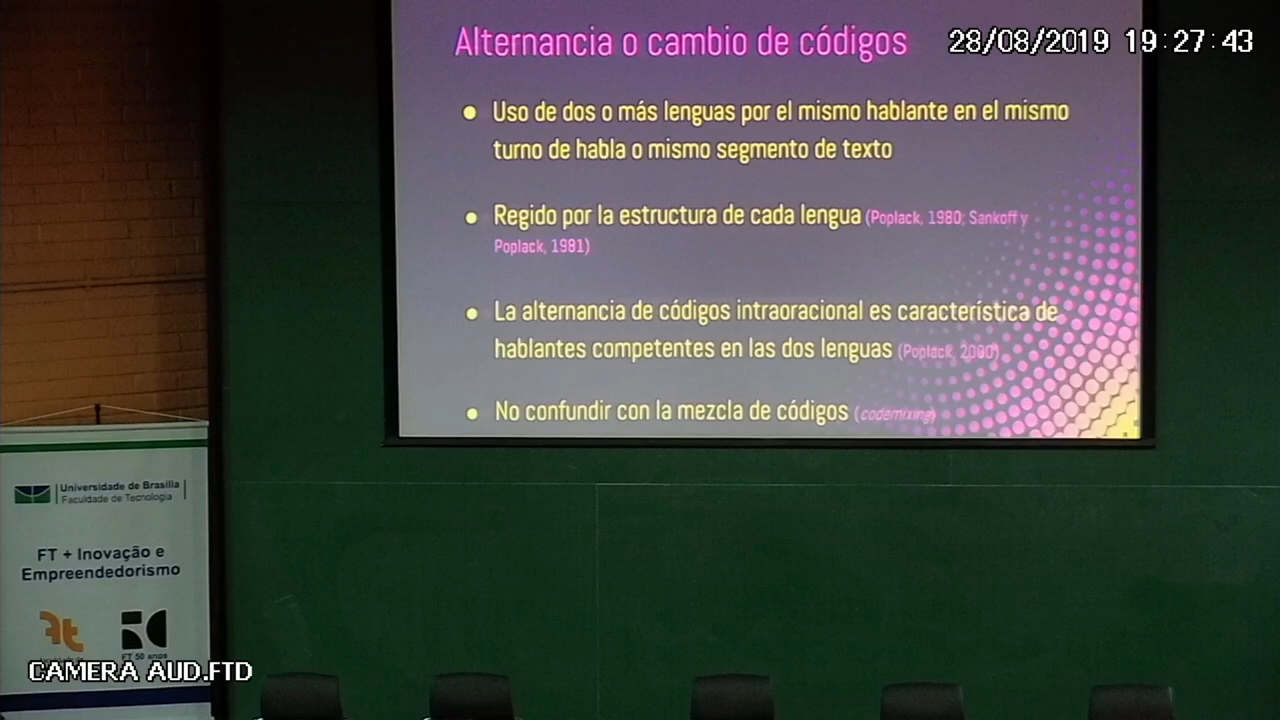 Alternancia o cambio de códigos
28/08/2019 19:27:43
● Uso de dos o más lenguas por el mismo hablante en el mismo
turno de habla o mismo segmento de texto
● Regido por la estructura de cada lengua (Poplack, 1980; Sankoff y
Poplack, 1981)
● La alternancia de códigos intraoracional es característica de
hablantes competentes en las dos lenguas (Poplack, 2000)
● No confundir con la mezcla de códigos (codemixing)
Universidade de Brasília
Faculdade de Tecnologia
FT + Inovação e
Empreendedorismo
ft
FT 50 anos
CAMERA AUD.FTD